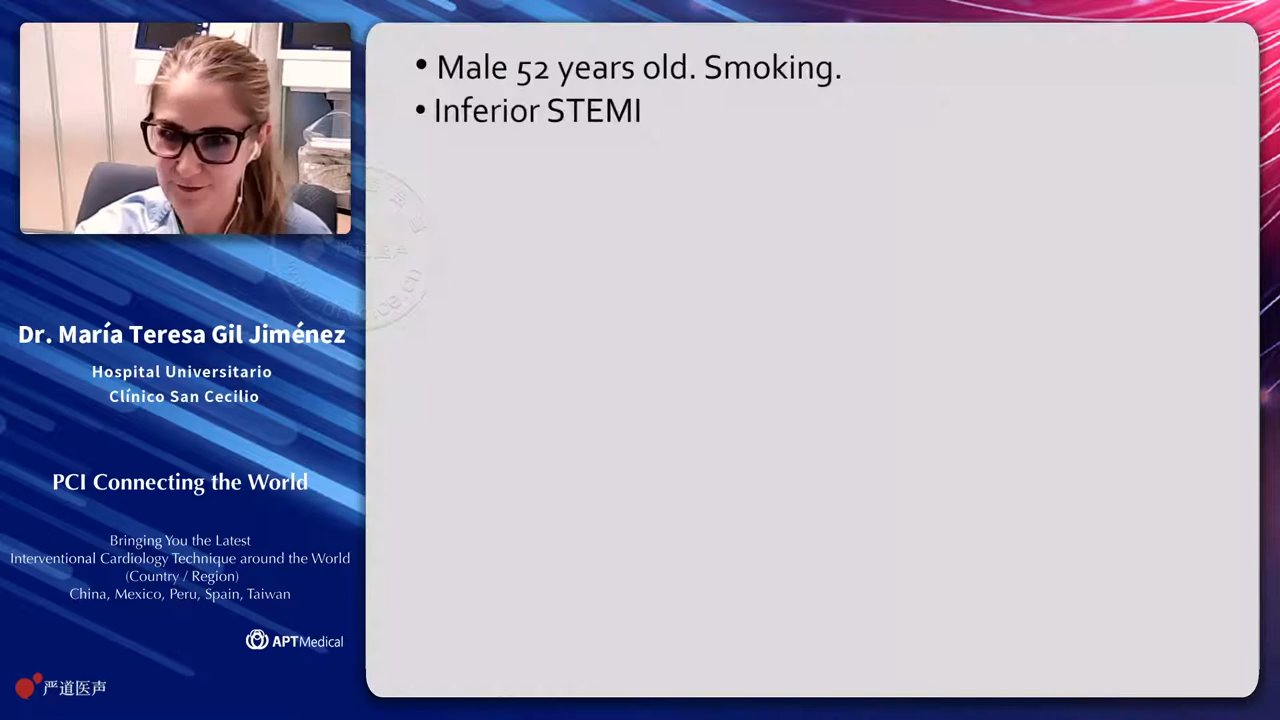 • Male 52 years old. Smoking.
• Inferior STEMI
Dr. María Teresa Gil Jiménez
Hospital Universitario
Clínico San Cecilio
PCI Connecting the World
Bringing You the Latest
Interventional Cardiology Technique around the World
(Country / Region)
China, Mexico, Peru, Spain, Taiwan
APTMedical
严道医声